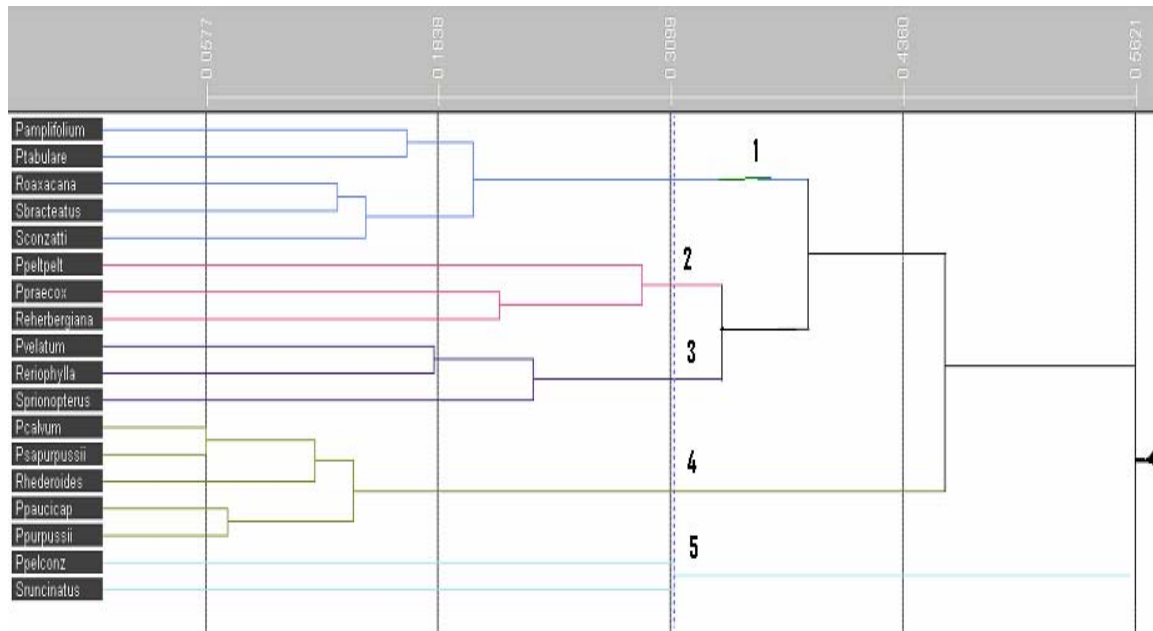 0.0577 0.1838 0.3099 0.4360 0.5621
Pamplifolium
Ptabulare
Roaxacana
1
Sbracteatus
Sconzatti
Ppeltpelt
2
Ppraecox
Reherbergiana
Pvelatum
3
Reriophylla
Sprionopterus
Pcalvum
Psapurpussii
4
Rhederoides
Ppaucicap
Ppurpussii
5
Ppelconz
Sruncinatus